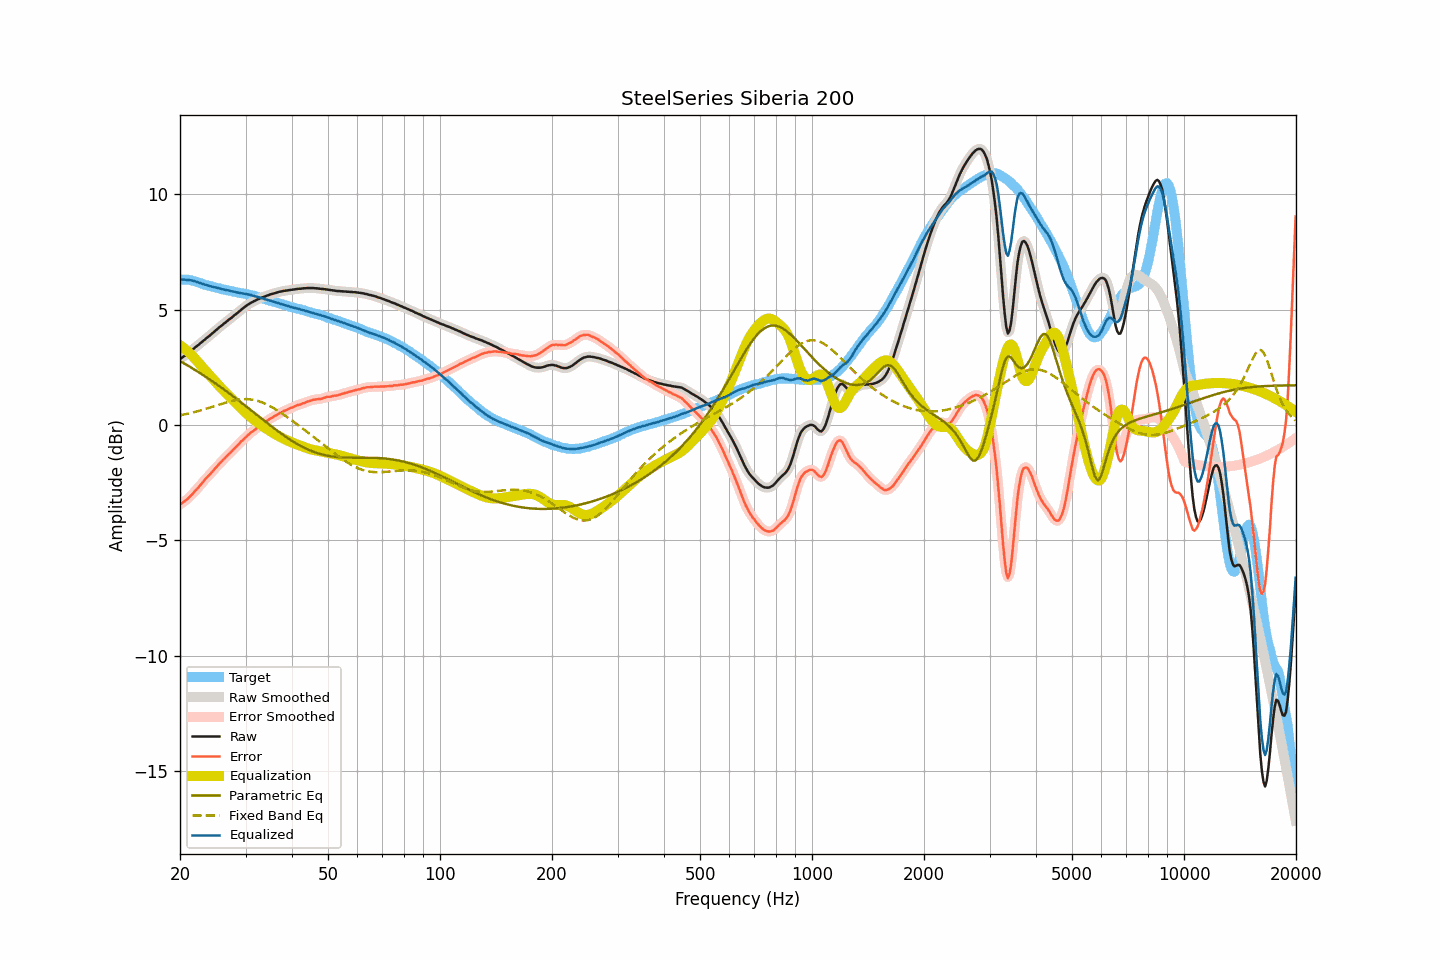 SteelSeries Siberia 200
Amplitude (dBr)
10
5
0
−5
−10
−15
Target
Raw Smoothed
Error Smoothed
Raw
Error
Equalization
Parametric Eq
Fixed Band Eq
Equalized
20 50 100 200 500 1000 2000 5000 10000 20000
Frequency (Hz)